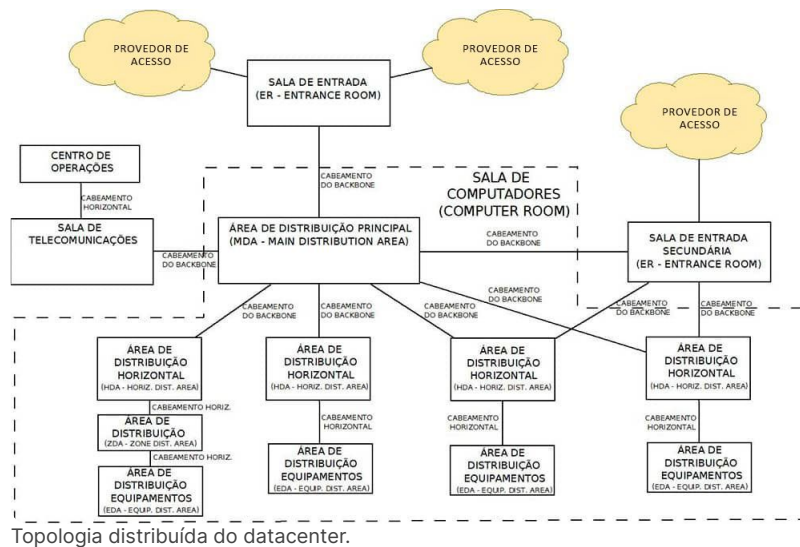 PROVEDOR DE
ACESSO
PROVEDOR DE
ACESSO
SALA DE ENTRADA
(ER - ENTRANCE ROOM)
PROVEDOR DE
ACESSO
CENTRO DE
OPERAÇÕES
CABEAMENTO
HORIZONTAL
SALA DE
TELECOMUNICAÇÕES
CABEAMENTO
DO BACKBONE
SALA DE
COMPUTADORES
(COMPUTER ROOM)
ÁREA DE DISTRIBUIÇÃO PRINCIPAL
(MDA - MAIN DISTRIBUTION AREA)
CABEAMENTO
DO BACKBONE
CABEAMENTO
DO BACKBONE
SALA DE ENTRADA
SECUNDÁRIA
(ER - ENTRANCE ROOM)
CABEAMENTO
DO BACKBONE
CABEAMENTO
DO BACKBONE
CABEAMENTO
DO BACKBONE
CABEAMENTO
DO BACKBONE
CABEAMENTO
DO BACKBONE
CABEAMENTO
DO BACKBONE
ÁREA DE
DISTRIBUIÇÃO
HORIZONTAL
(HDA - HORIZ. DIST. AREA)
ÁREA DE
DISTRIBUIÇÃO
HORIZONTAL
(HDA - HORIZ. DIST. AREA)
ÁREA DE
DISTRIBUIÇÃO
HORIZONTAL
(HDA - HORIZ. DIST. AREA)
ÁREA DE
DISTRIBUIÇÃO
HORIZONTAL
(HDA - HORIZ. DIST. AREA)
CABEAMENTO HORIZ.
ÁREA DE
DISTRIBUIÇÃO
(ZDA - ZONE DIST. AREA)
CABEAMENTO HORIZ.
CABEAMENTO
HORIZONTAL
CABEAMENTO
HORIZONTAL
CABEAMENTO
HORIZONTAL
ÁREA DE
DISTRIBUIÇÃO
EQUIPAMENTOS
(EDA - EQUIP. DIST. AREA)
ÁREA DE
DISTRIBUIÇÃO
EQUIPAMENTOS
(EDA - EQUIP. DIST. AREA)
ÁREA DE
DISTRIBUIÇÃO
EQUIPAMENTOS
(EDA - EQUIP. DIST. AREA)
ÁREA DE
DISTRIBUIÇÃO
EQUIPAMENTOS
(EDA - EQUIP. DIST. AREA)
Topologia distribuída do datacenter.